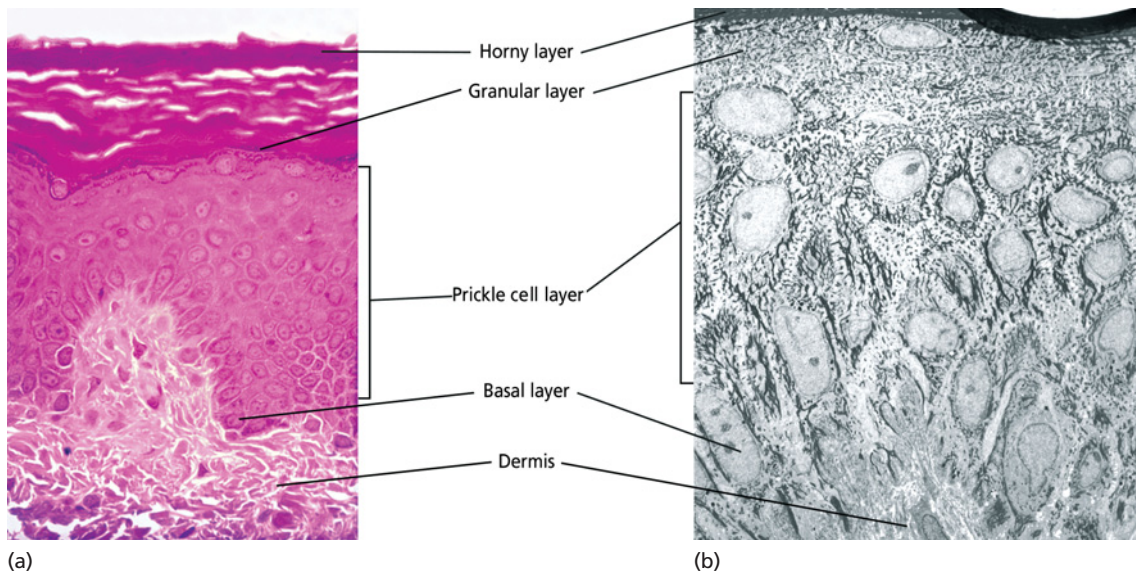 Horny layer
Granular layer
Prickle cell layer
Basal layer
Dermis
(a)
(b)